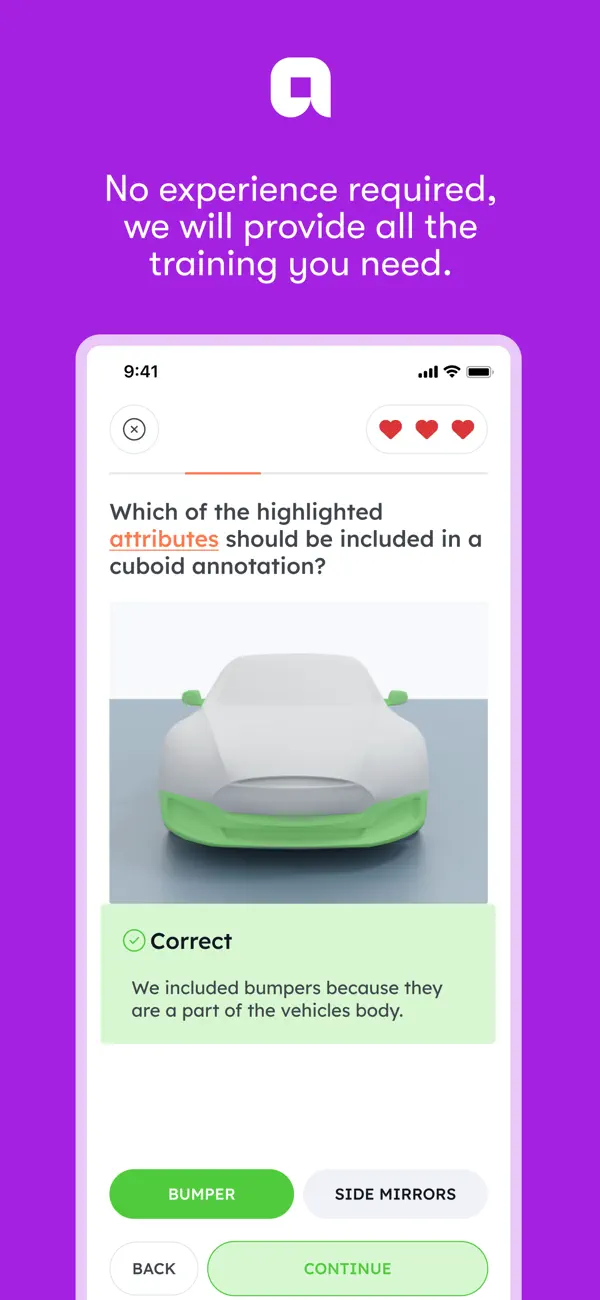 No experience required,
we will provide all the
training you need.
9:41
Which of the highlighted
attributes should be included in a
cuboid annotation?
Correct
We included bumpers because they
are a part of the vehicles body.
BUMPER
SIDE MIRRORS
BACK
CONTINUE